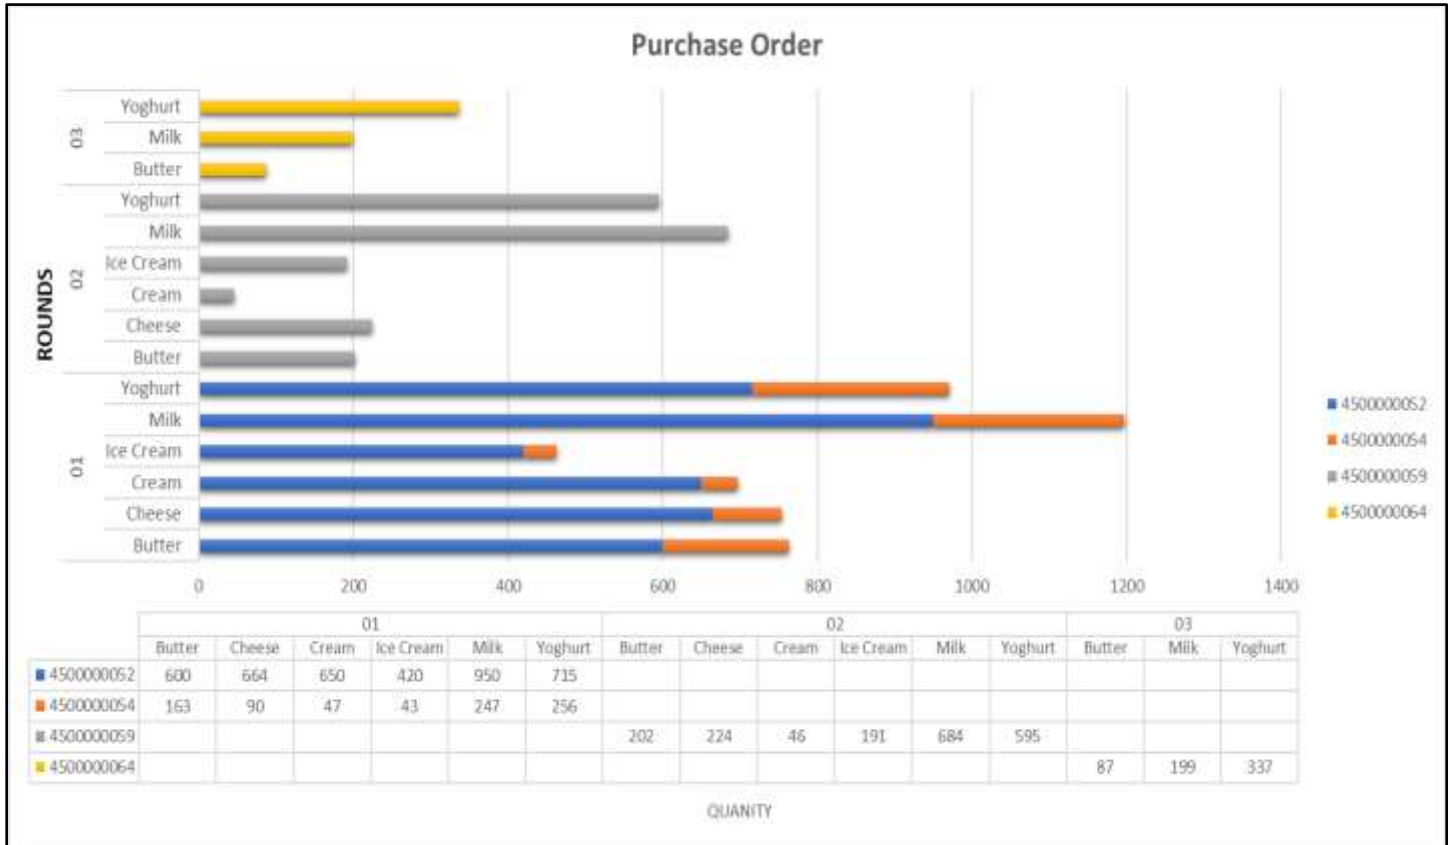 Purchase Order
Yoghurt
Milk
Butter
03
Yoghurt
Milk
Ice Cream
Cream
Cheese
Butter
02
Yoghurt
Milk
Ice Cream
Cream
Cheese
Butter
01
ROUNDS
0 200 400 600 800 1000 1200 1400
4500000052
4500000054
4500000059
4500000064
01 02 03
Butter Cheese Cream Ice Cream Milk Yoghurt Butter Cheese Cream Ice Cream Milk Yoghurt Butter Milk Yoghurt
4500000052 600 664 650 420 950 715
4500000054 163 90 47 43 247 256
4500000059 202 224 46 191 684 595
4500000064 87 199 337
QUANITY